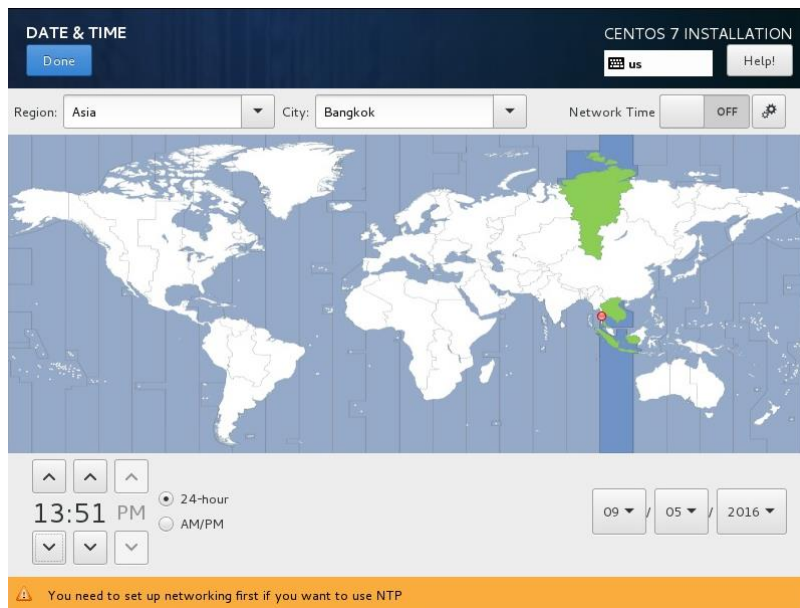 DATE & TIME
CENTOS 7 INSTALLATION
Done
us
Help!
Region: Asia City: Bangkok Network Time OFF
13:51 PM
24-hour
AM/PM
09 / 05 / 2016
You need to set up networking first if you want to use NTP